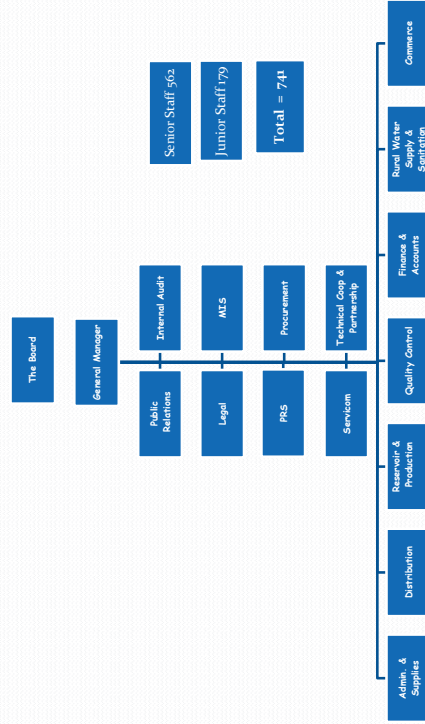 The Board
General Manager
Senior Staff 562
Junior Staff 179
Total = 741
Public
Relations
Internal Audit
Legal
MIS
PRS
Procurement
Servicom
Technical Coop &
Partnership
Admin. &
Supplies
Distribution
Reservoir &
Production
Quality Control
Finance &
Accounts
Rural Water
Supply &
Sanitation
Commerce